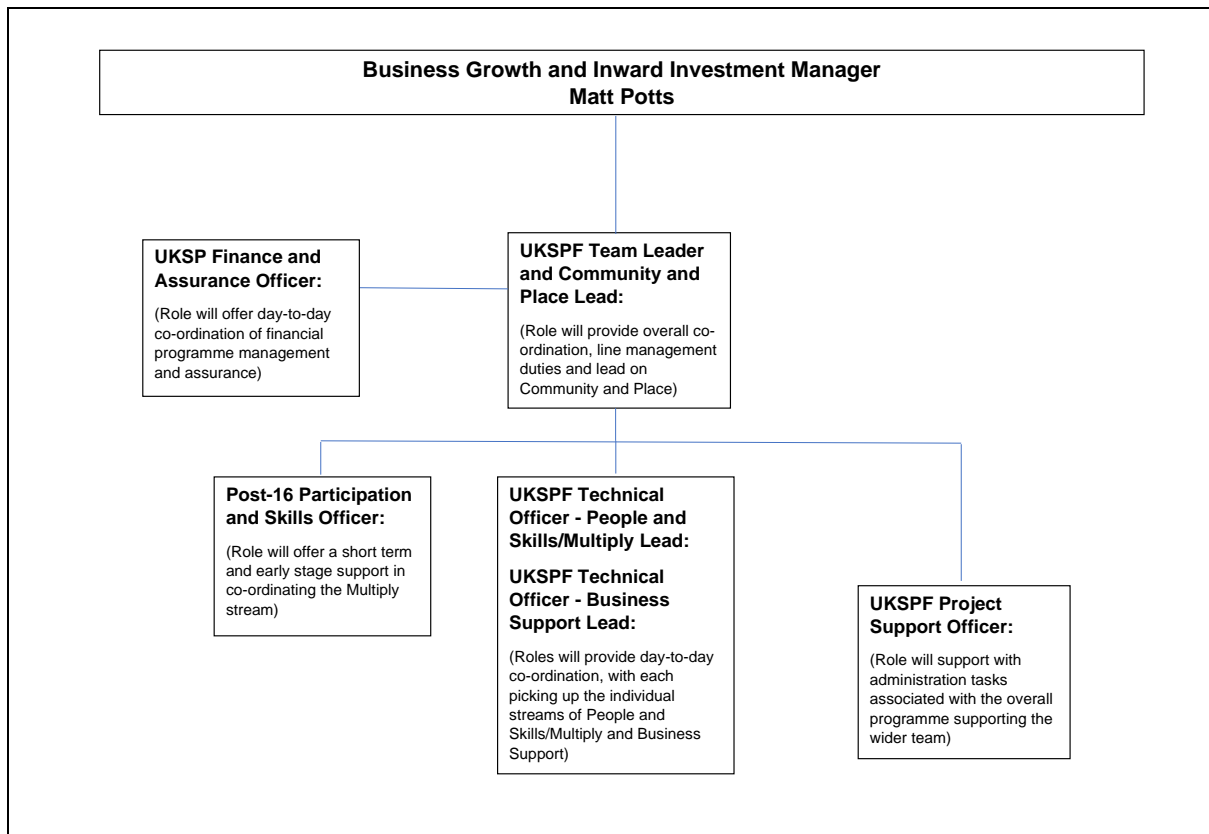 Business Growth and Inward Investment Manager
Matt Potts
UKSP Finance and
Assurance Officer:
(Role will offer day-to-day
co-ordination of financial
programme management
and assurance)
UKSPF Team Leader
and Community and
Place Lead:
(Role will provide overall co-
ordination, line management
duties and lead on
Community and Place)
Post-16 Participation
and Skills Officer:
(Role will offer a short term
and early stage support in
co-ordinating the Multiply
stream)
UKSPF Technical
Officer - People and
Skills/Multiply Lead:
UKSPF Technical
Officer - Business
Support Lead:
(Roles will provide day-to-day
co-ordination, with each
picking up the individual
streams of People and
Skills/Multiply and Business
Support)
UKSPF Project
Support Officer:
(Role will support with
administration tasks
associated with the overall
programme supporting the
wider team)